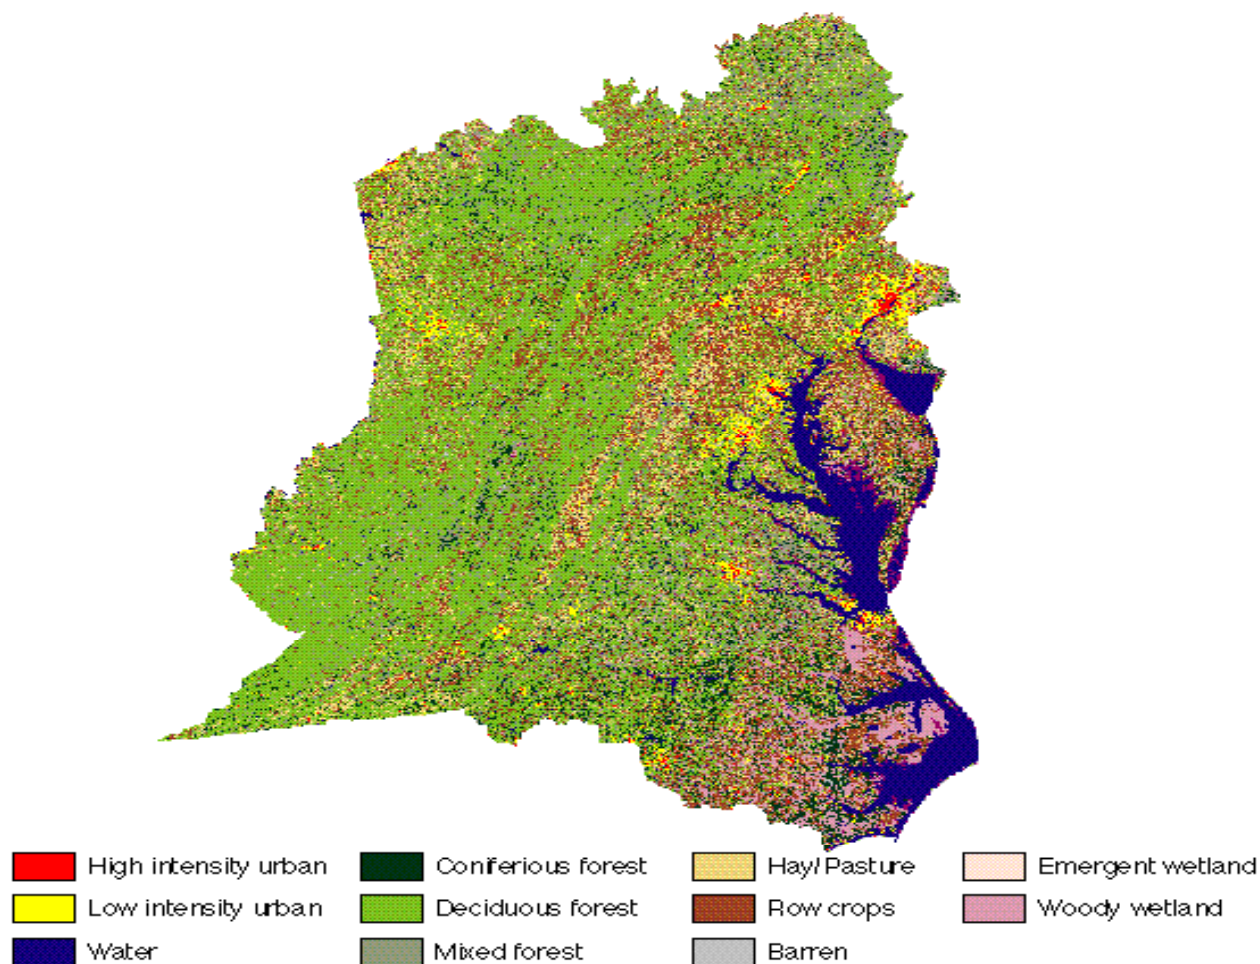 High intensity urban Coniferious forest Hay/Pasture Emergent wetland
Low intensity urban Deciduous forest Row crops Woody wetland
Water Mixed forest Barren